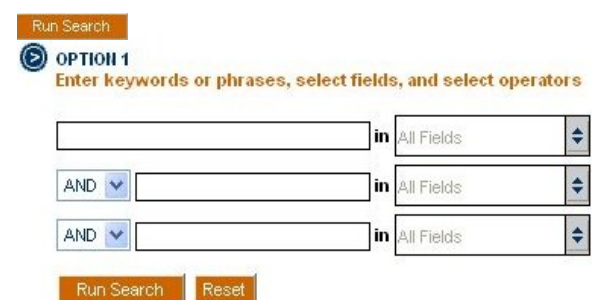 Run Search
OPTION 1
Enter keywords or phrases, select fields, and select operators
in All Fields
AND in All Fields
AND in All Fields
Run Search Reset